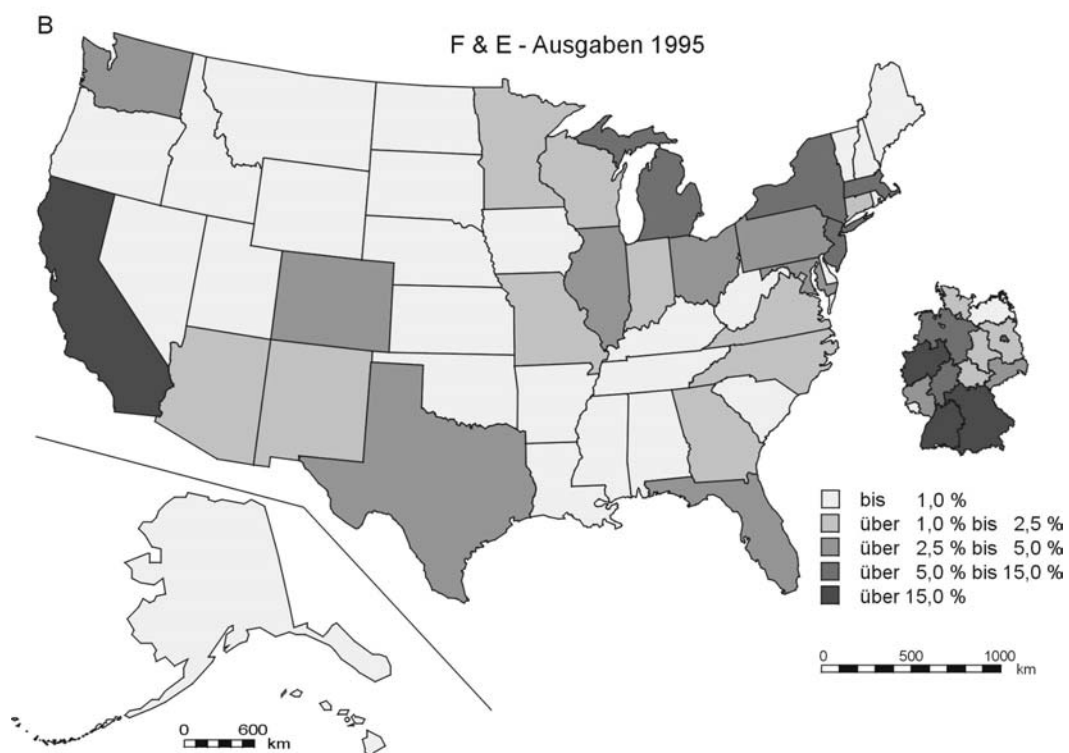 B
F & E - Ausgaben 1995
bis 1,0 %
über 1,0 % bis 2,5 %
über 2,5 % bis 5,0 %
über 5,0 % bis 15,0 %
über 15,0 %
0 500 1000
km
0 600
km